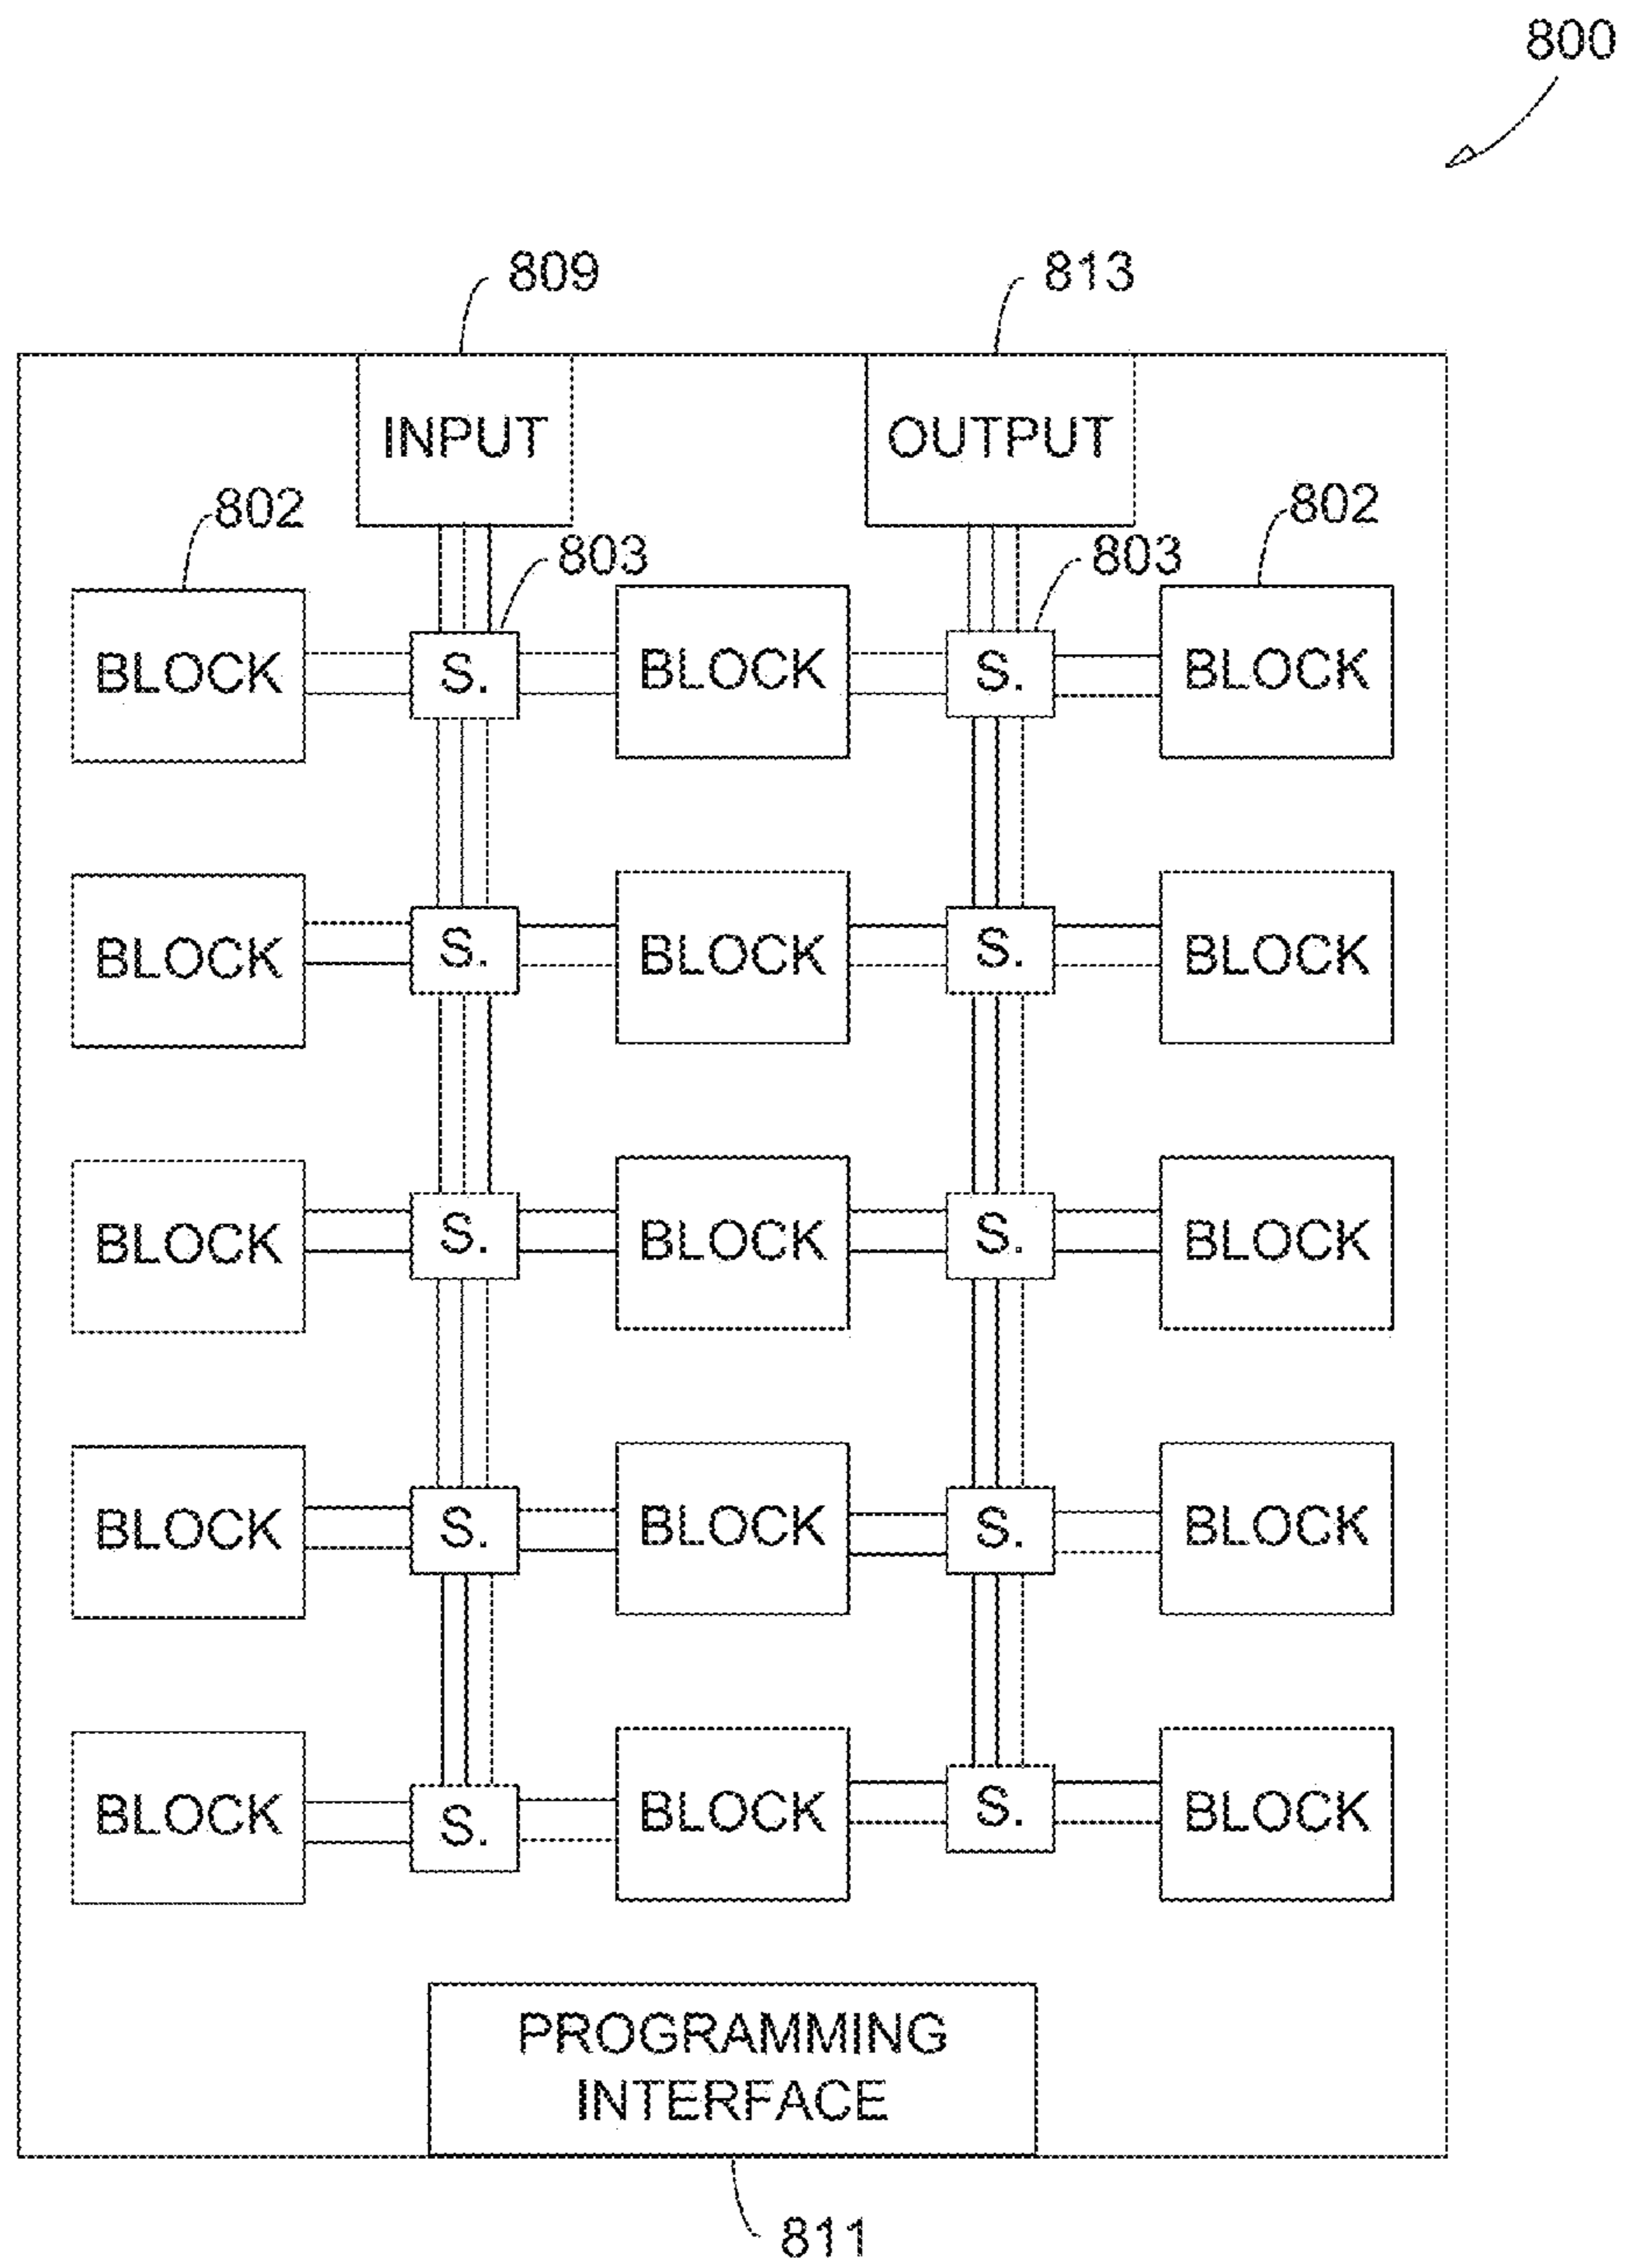 800
809
813
INPUT
OUTPUT
802
802
803
803
BLOCK
S.
BLOCK
S.
BLOCK
BLOCK
S.
BLOCK
S.
BLOCK
BLOCK
S.
BLOCK
S.
BLOCK
BLOCK
S.
BLOCK
S.
BLOCK
BLOCK
S.
BLOCK
S.
BLOCK
PROGRAMMING
INTERFACE
811